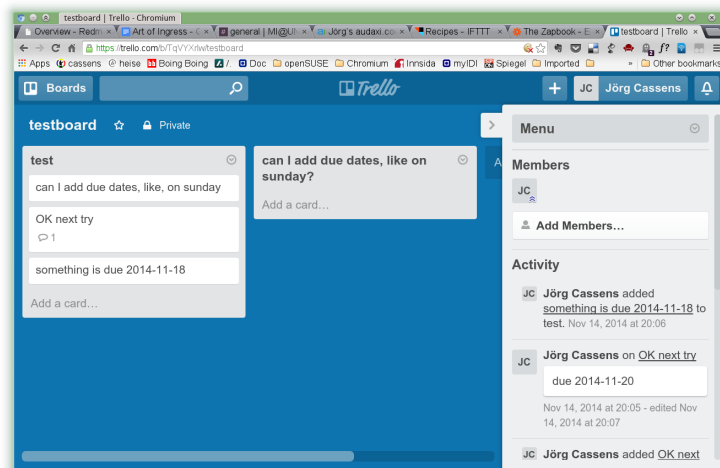 testboard | Trello - Chromium
Overview - Redm
Art of Ingress - G
general | MI@UH
Jörg's audaxi.co
Recipes - IFTTT
The Zapbook - E
testboard | Trello
https://trello.com/b/TqVYXrlw/testboard
Apps
cassens
heise
Boing Boing
/.
Doc
openSUSE
Chromium
Innsida
myIDI
Spiegel
Imported
»
Other bookmarks
Boards
Trello
JC Jörg Cassens
testboard
Private
Menu
test
can I add due dates, like, on sunday
OK next try
1
something is due 2014-11-18
Add a card…
can I add due dates, like on
sunday?
Add a card…
A
Members
JC
Add Members…
Activity
JC Jörg Cassens added
something is due 2014-11-18 to
test. Nov 14, 2014 at 20:06
JC Jörg Cassens on OK next try
due 2014-11-20
Nov 14, 2014 at 20:05 - edited Nov
14, 2014 at 20:07
JC Jörg Cassens added OK next